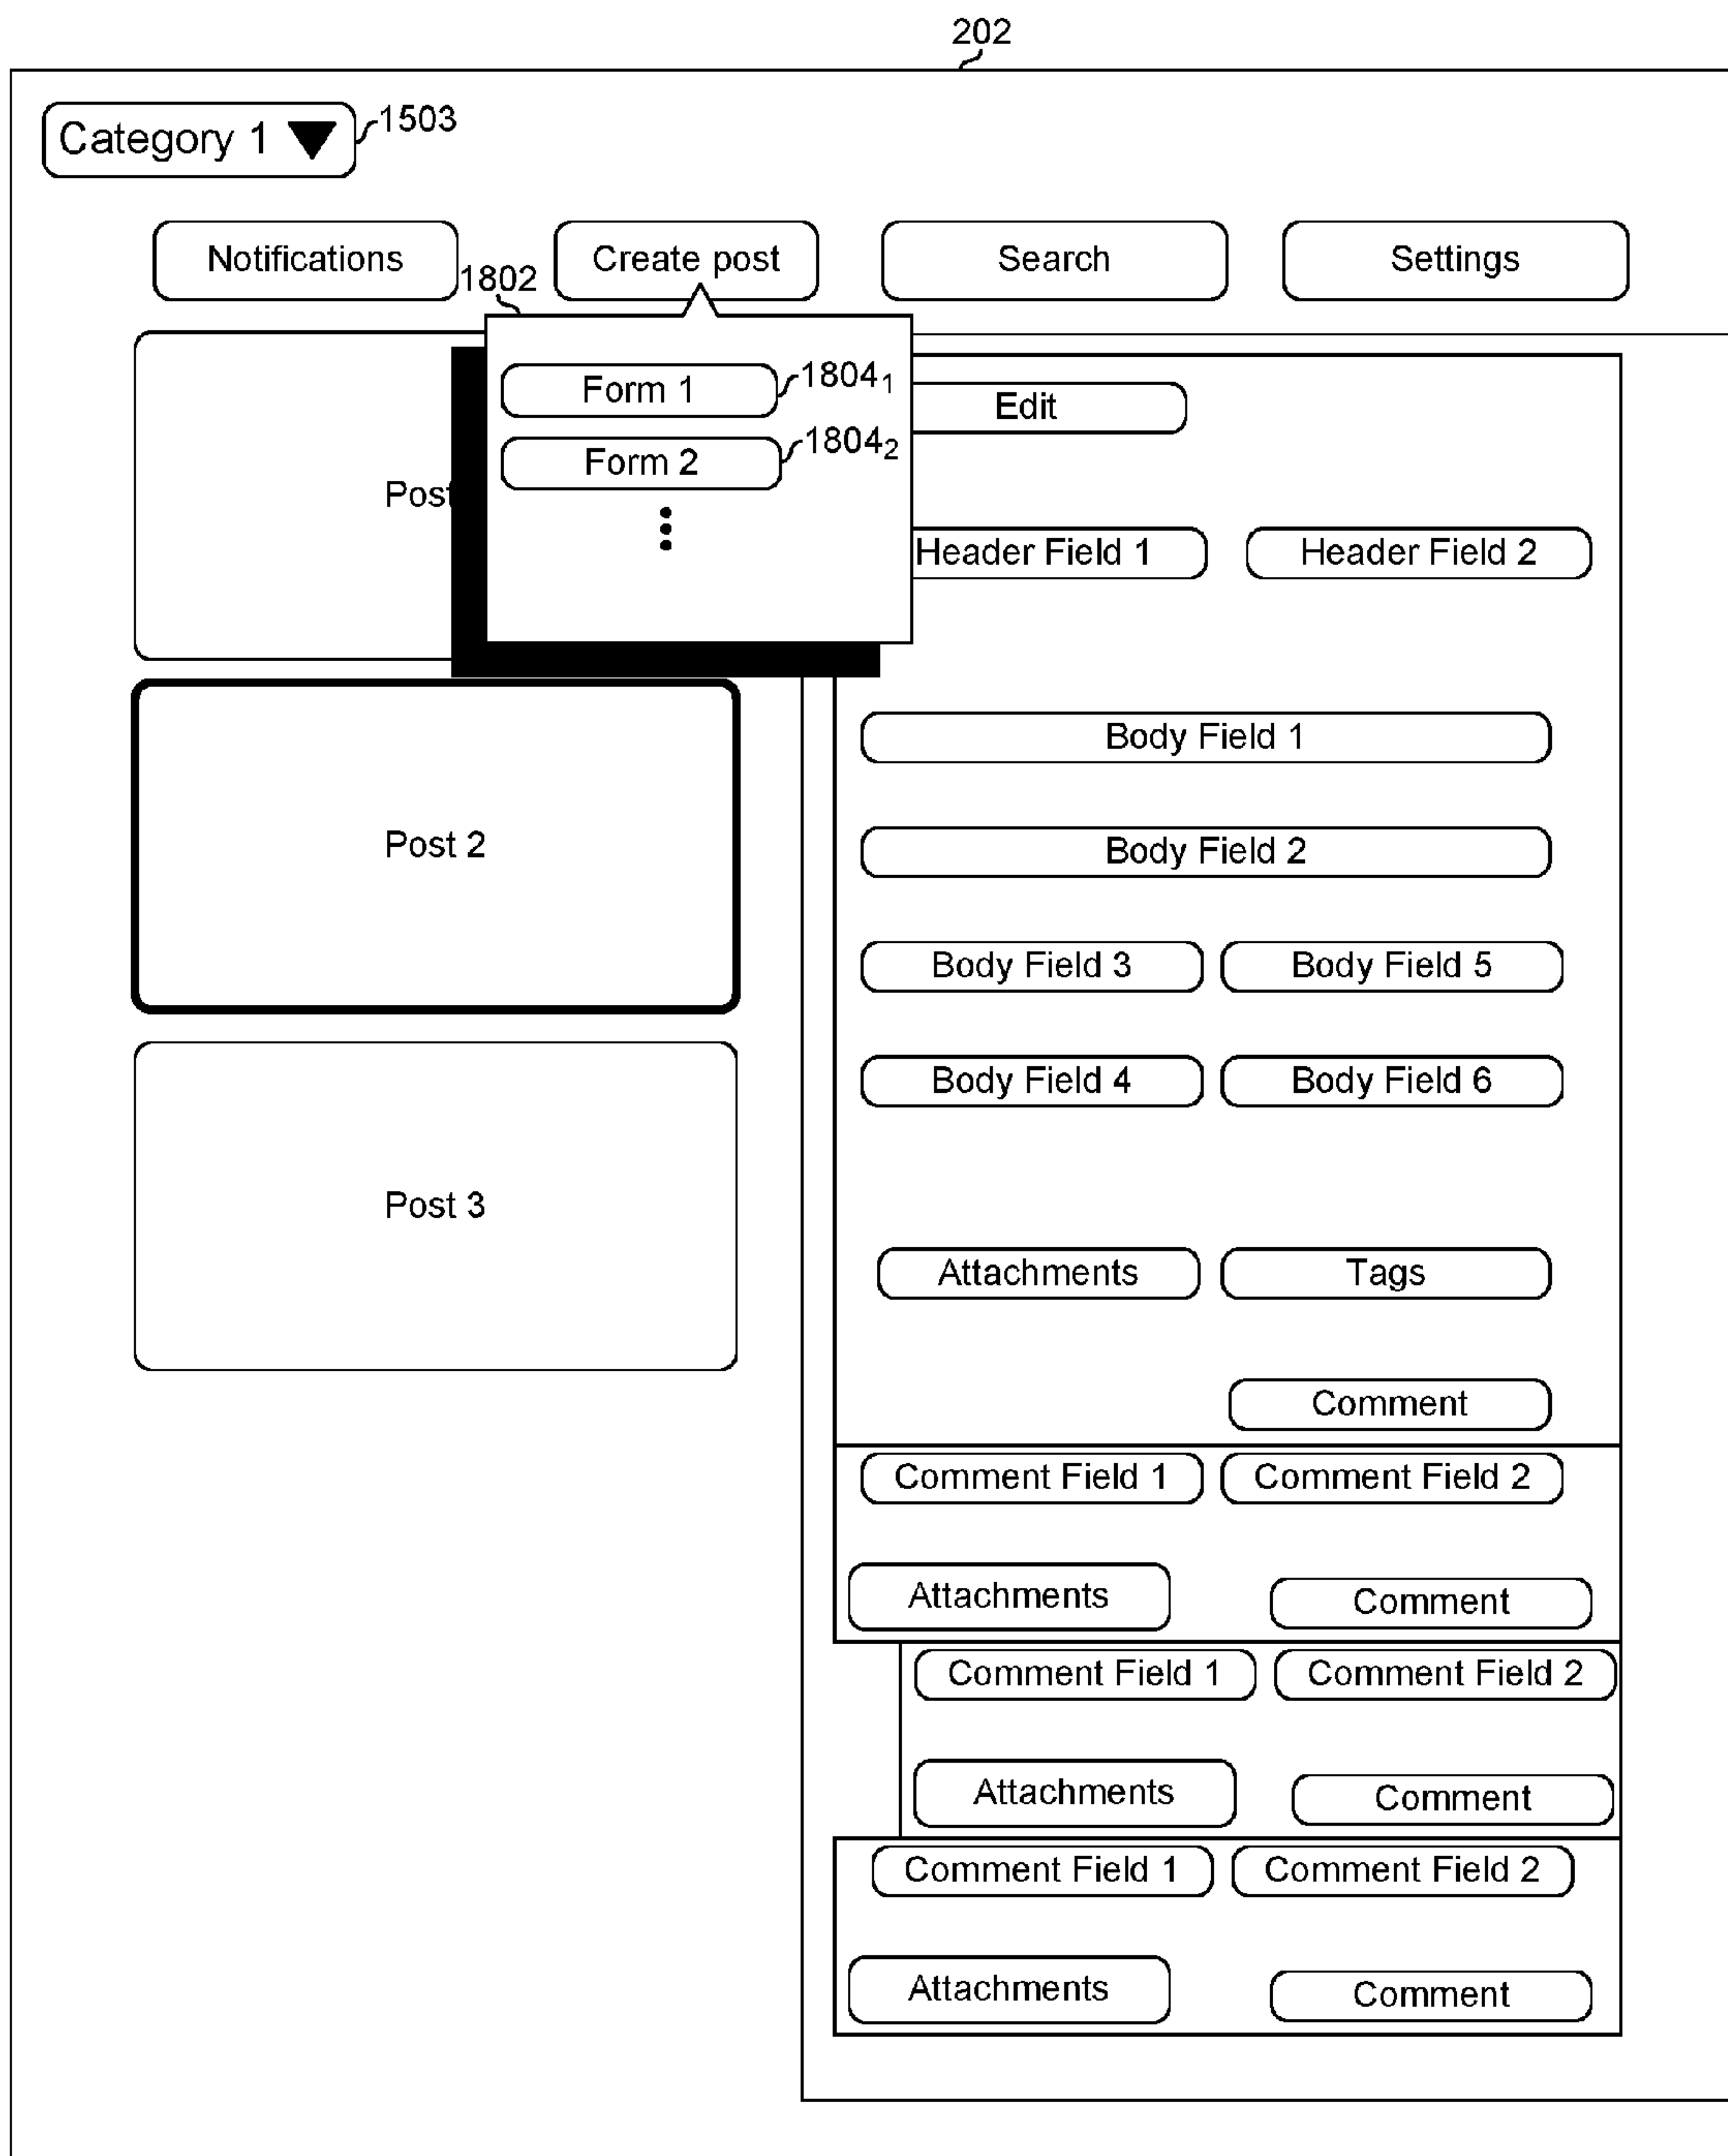 202
Category 1
1503
Notifications
Create post
Search
Settings
1802
Form 1
1804₁
Form 2
1804₂
Edit
Header Field 1
Header Field 2
Post
Post 2
Post 3
Body Field 1
Body Field 2
Body Field 3
Body Field 5
Body Field 4
Body Field 6
Attachments
Tags
Comment
Comment Field 1
Comment Field 2
Attachments
Comment
Comment Field 1
Comment Field 2
Attachments
Comment
Comment Field 1
Comment Field 2
Attachments
Comment